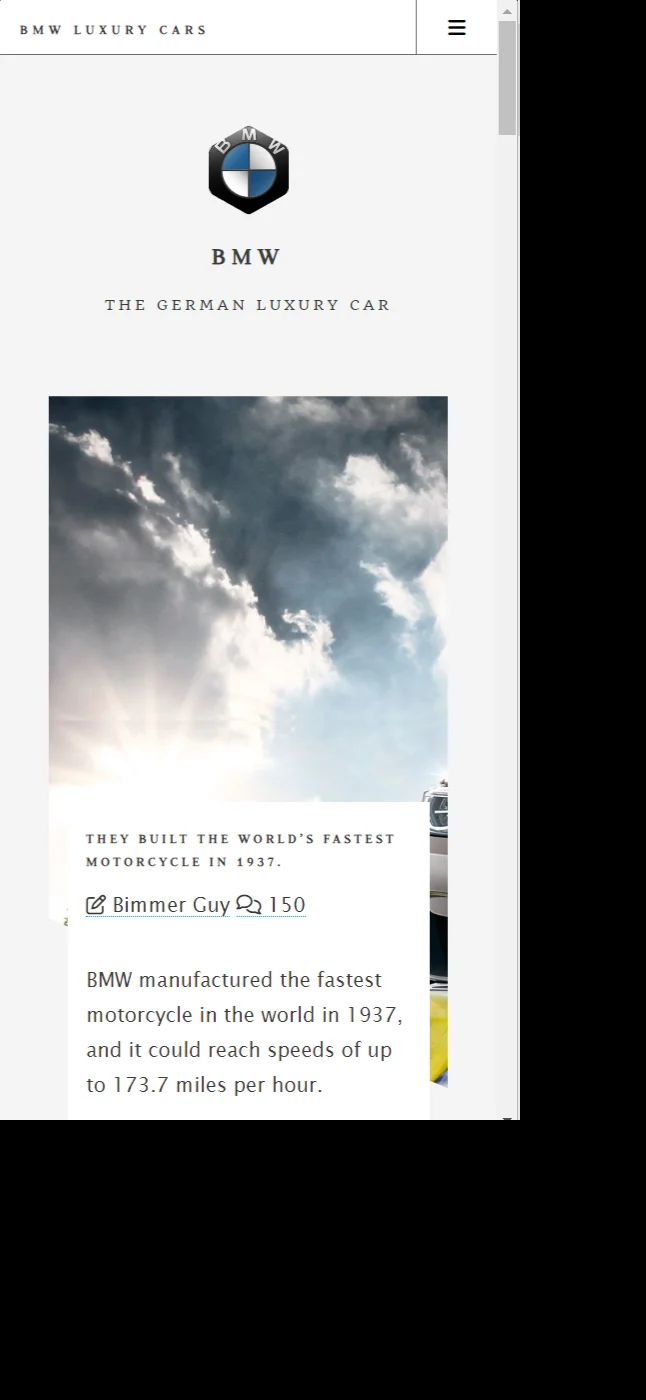 BMW LUXURY CARS
BMW
BMW
THE GERMAN LUXURY CAR
THEY BUILT THE WORLD’S FASTEST
MOTORCYCLE IN 1937.
Bimmer Guy 150
BMW manufactured the fastest
motorcycle in the world in 1937,
and it could reach speeds of up
to 173.7 miles per hour.